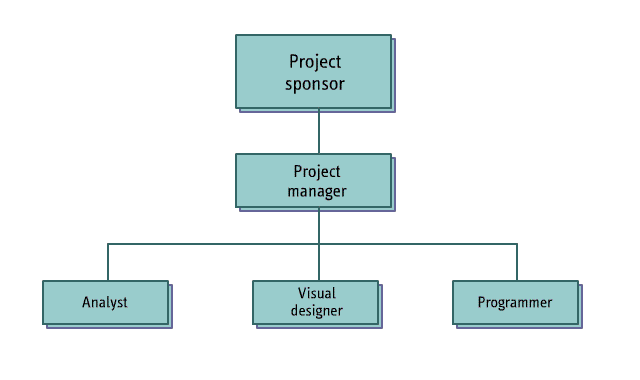 Project
sponsor
Project
manager
Analyst
Visual
designer
Programmer